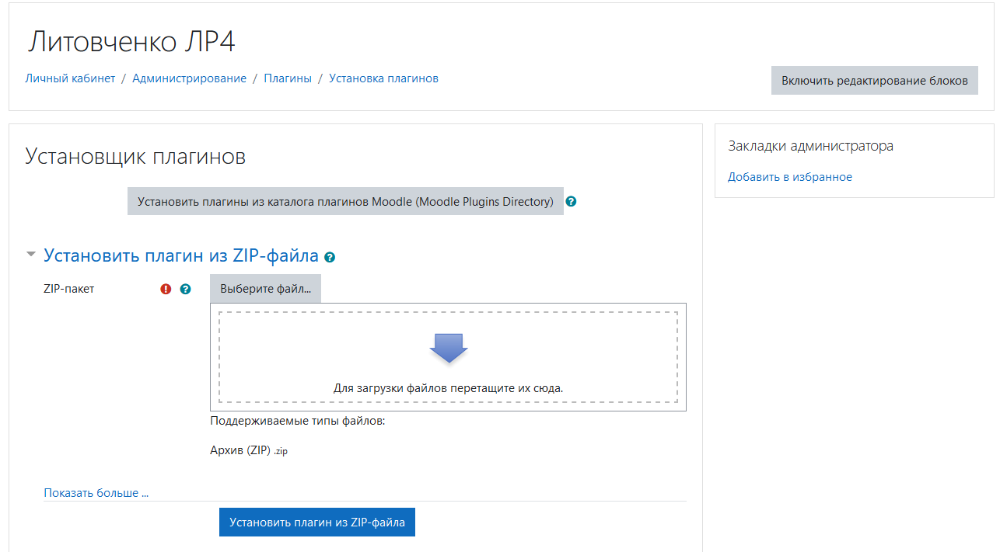 Литовченко ЛР4
Личный кабинет / Администрирование / Плагины / Установка плагинов
Включить редактирование блоков
Установщик плагинов
Установить плагины из каталога плагинов Moodle (Moodle Plugins Directory)
Установить плагин из ZIP-файла
ZIP-пакет
Выберите файл...
Для загрузки файлов перетащите их сюда.
Поддерживаемые типы файлов:
Архив (ZIP) .zip
Показать больше ...
Установить плагин из ZIP-файла
Закладки администратора
Добавить в избранное